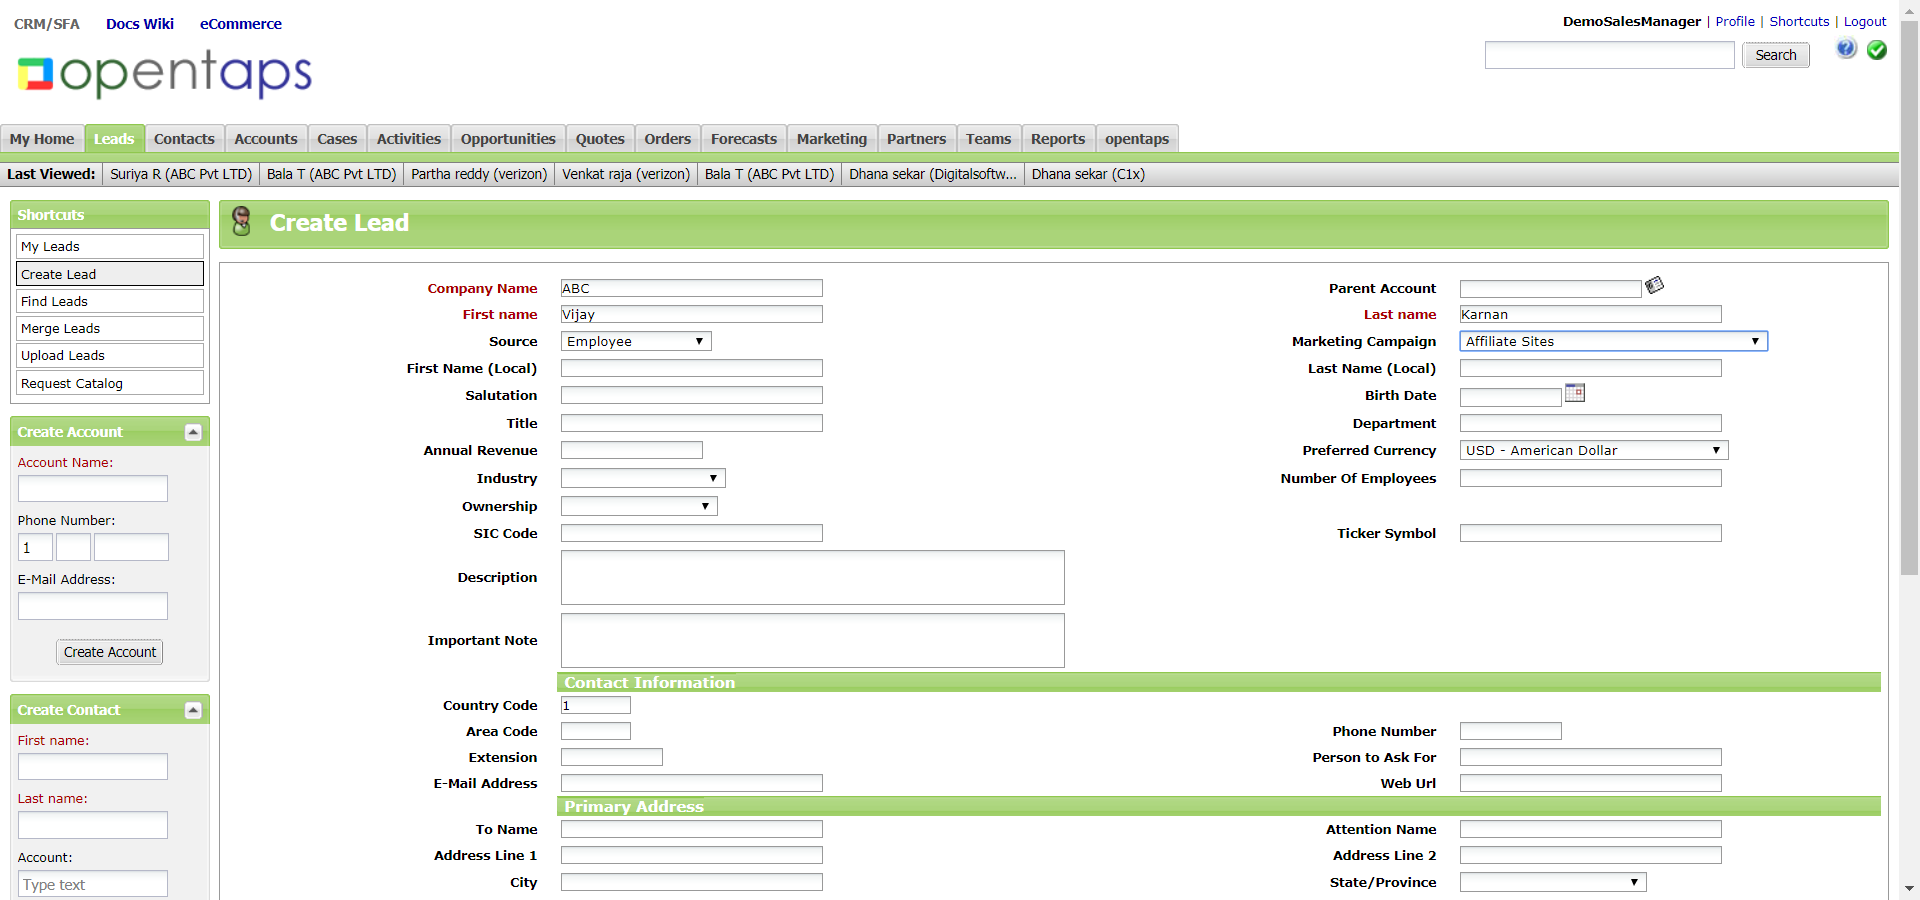 CRM/SFA Docs Wiki eCommerce
DemoSalesManager | Profile | Shortcuts | Logout
Search
opentaps
My Home Leads Contacts Accounts Cases Activities Opportunities Quotes Orders Forecasts Marketing Partners Teams Reports opentaps
Last Viewed: Suriya R (ABC Pvt LTD) Bala T (ABC Pvt LTD) Partha reddy (verizon) Venkat raja (verizon) Bala T (ABC Pvt LTD) Dhana sekar (Digitalsoftw... Dhana sekar (C1x)
Shortcuts
My Leads
Create Lead
Find Leads
Merge Leads
Upload Leads
Request Catalog
Create Account
Account Name:
Phone Number:
1
E-Mail Address:
Create Account
Create Contact
First name:
Last name:
Account:
Type text
Create Lead
Company Name ABC Parent Account
First name Vijay Last name Karnan
Source Employee Marketing Campaign Affiliate Sites
First Name (Local) Last Name (Local)
Salutation Birth Date
Title Department
Annual Revenue Preferred Currency USD - American Dollar
Industry Number Of Employees
Ownership
SIC Code Ticker Symbol
Description
Important Note
Contact Information
Country Code 1
Area Code Phone Number
Extension Person to Ask For
E-Mail Address Web Url
Primary Address
To Name Attention Name
Address Line 1 Address Line 2
City State/Province